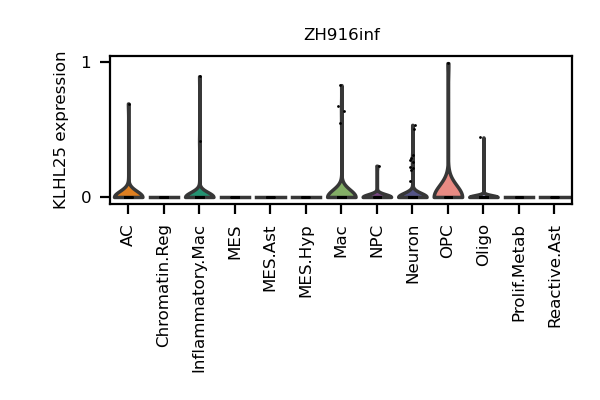 ZH916inf
KLHL25 expression
1
0
AC
Chromatin.Reg
Inflammatory.Mac
MES
MES.Ast
MES.Hyp
Mac
NPC
Neuron
OPC
Oligo
Prolif.Metab
Reactive.Ast